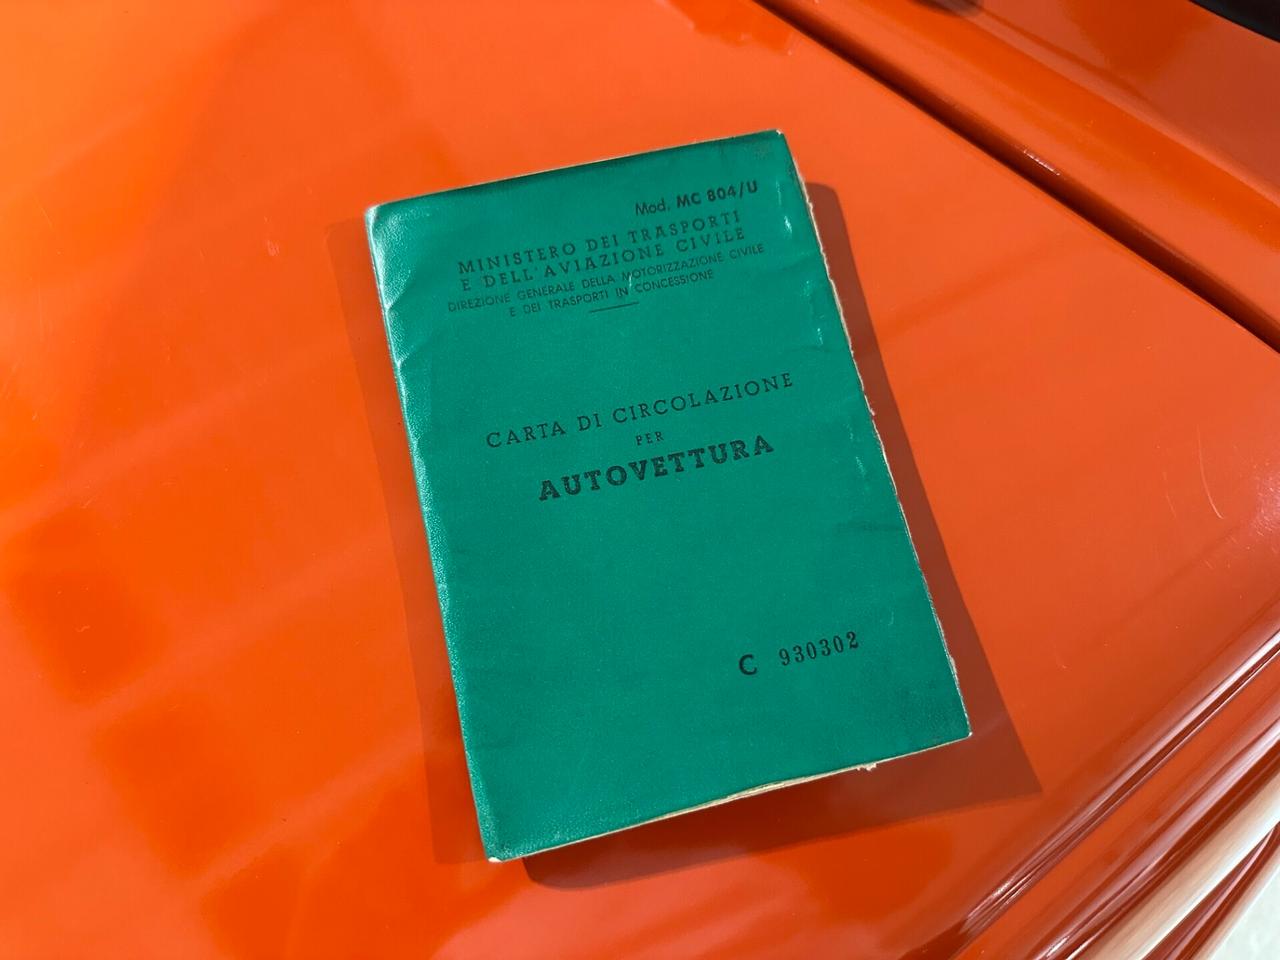 Mod. MC 804/U
MINISTERO DEI TRASPORTI
E DELL'AVIAZIONE CIVILE
DIREZIONE GENERALE DELLA MOTORIZZAZIONE CIVILE
E DEI TRASPORTI IN CONCESSIONE
CARTA DI CIRCOLAZIONE
PER
AUTOVETTURA
C 930302